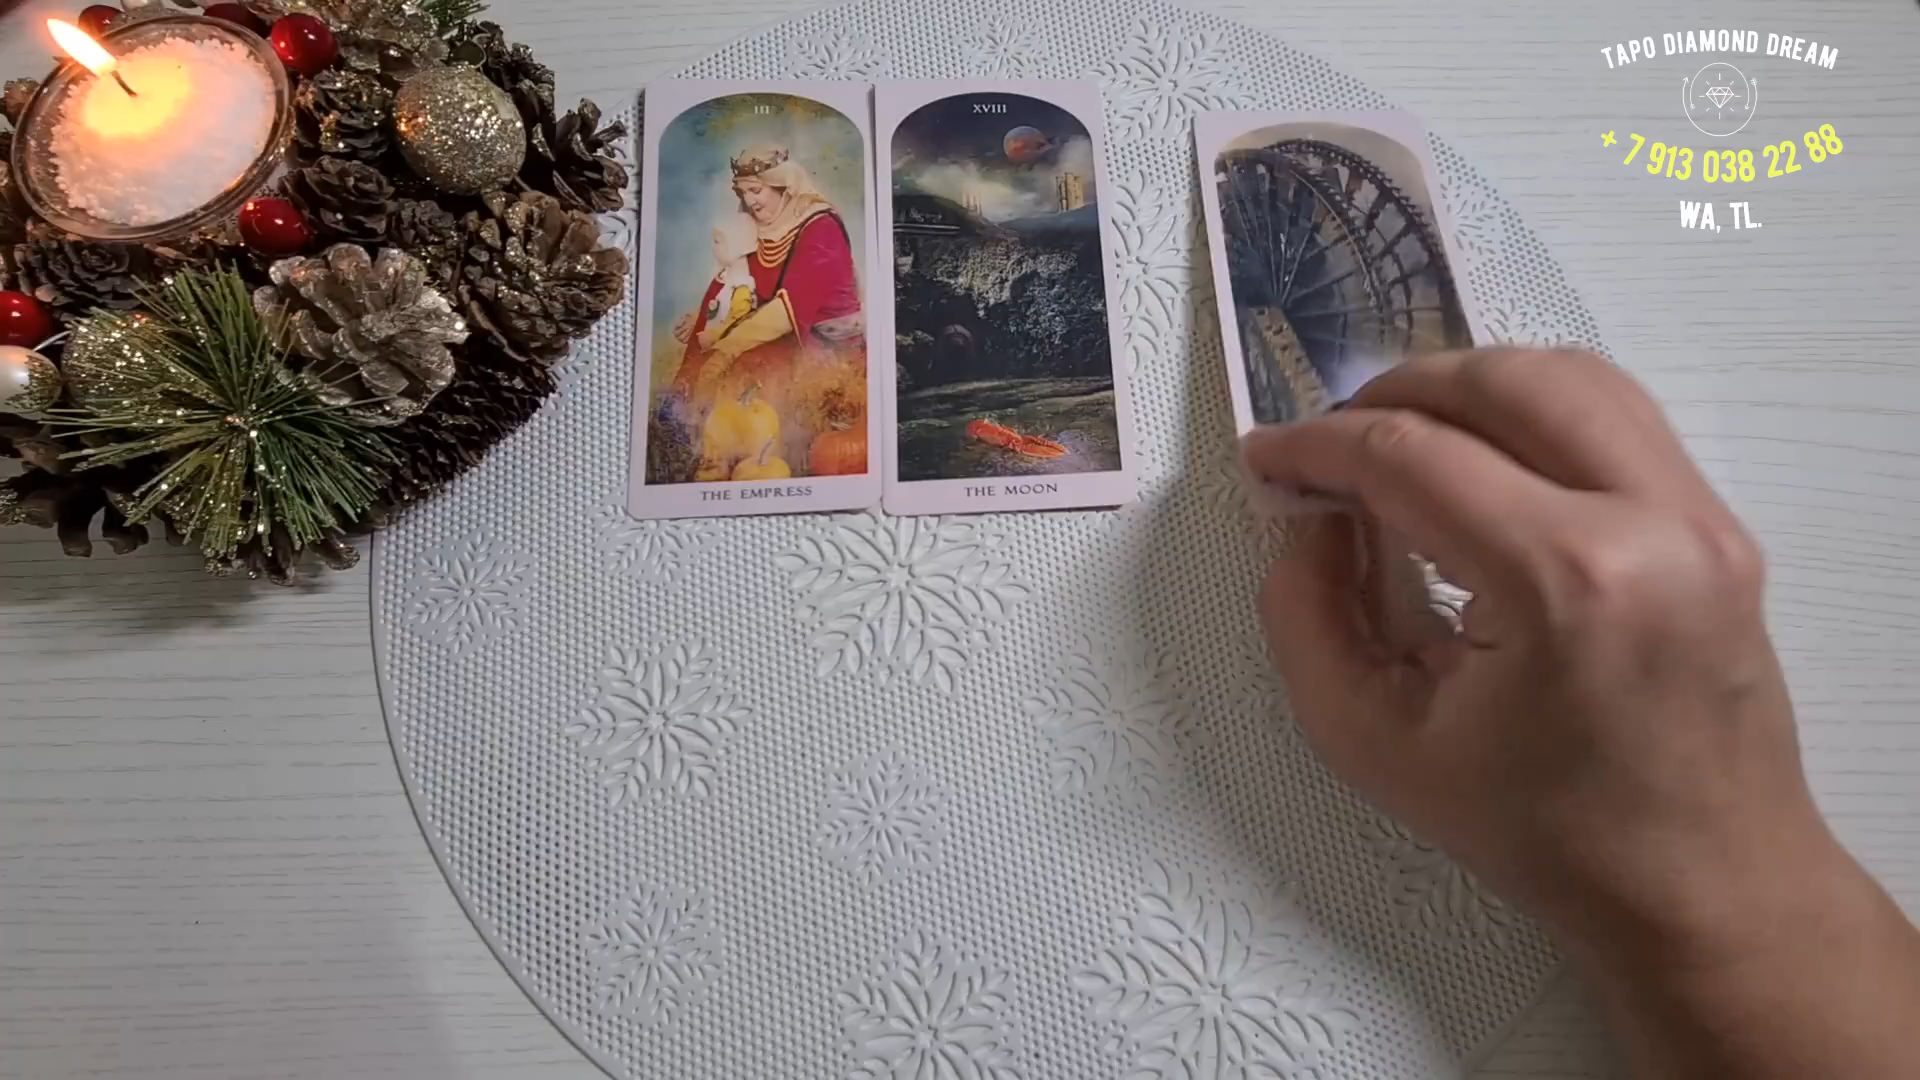 TAPO DIAMOND DREAM
+ 7 913 038 22 88
WA, TL.
III
XVIII
THE EMPRESS
THE MOON